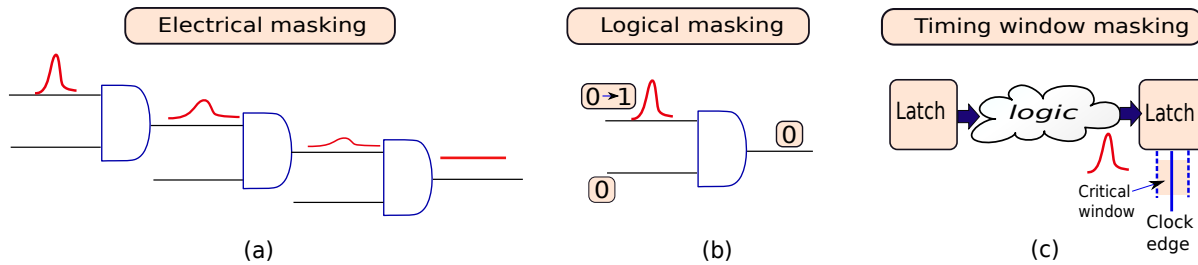 Electrical masking
Logical masking
Timing window masking
0→1
0
0
Latch
logic
Latch
Critical
window
Clock
edge
(a)
(b)
(c)